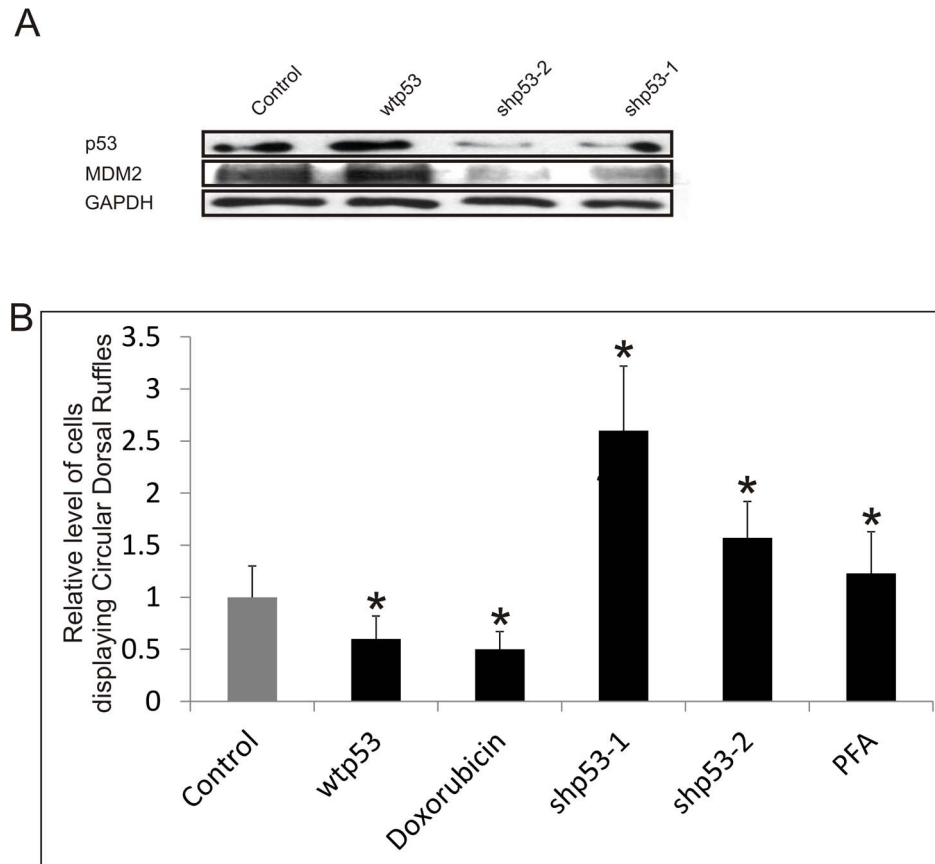 A
Control
wtp53
shp53-2
shp53-1
p53
MDM2
GAPDH
B
Relative level of cells
displaying Circular Dorsal Ruffles
3.5
3
2.5
2
1.5
1
0.5
0
*
*
*
*
*
Control
wtp53
Doxorubicin
shp53-1
shp53-2
PFA